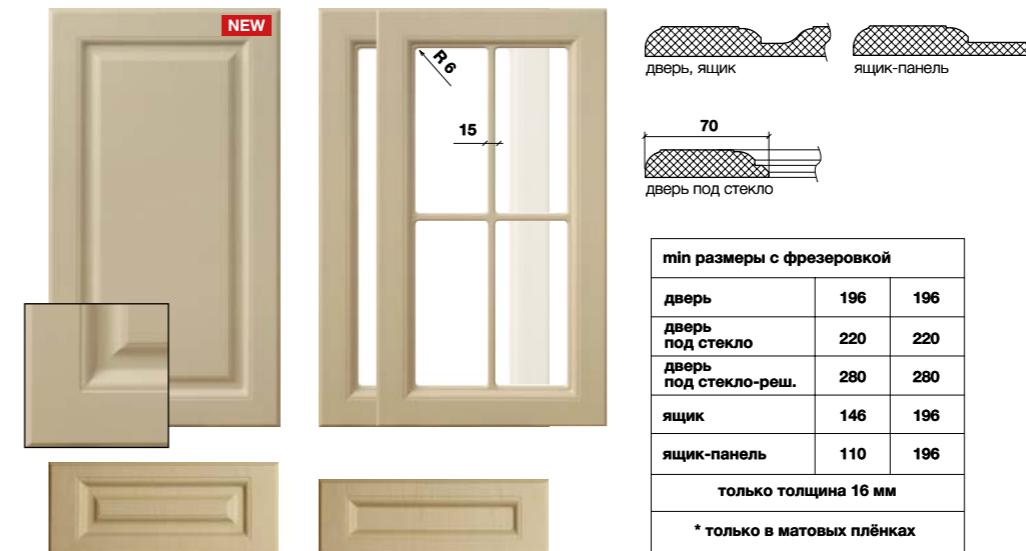 NEW
R 6
15
дверь, ящик
ящик-панель
70
дверь под стекло
min размеры с фрезеровкой
дверь 196 196
дверь
под стекло 220 220
дверь
под стекло-реш. 280 280
ящик 146 196
ящик-панель 110 196
только толщина 16 мм
* только в матовых плёнках